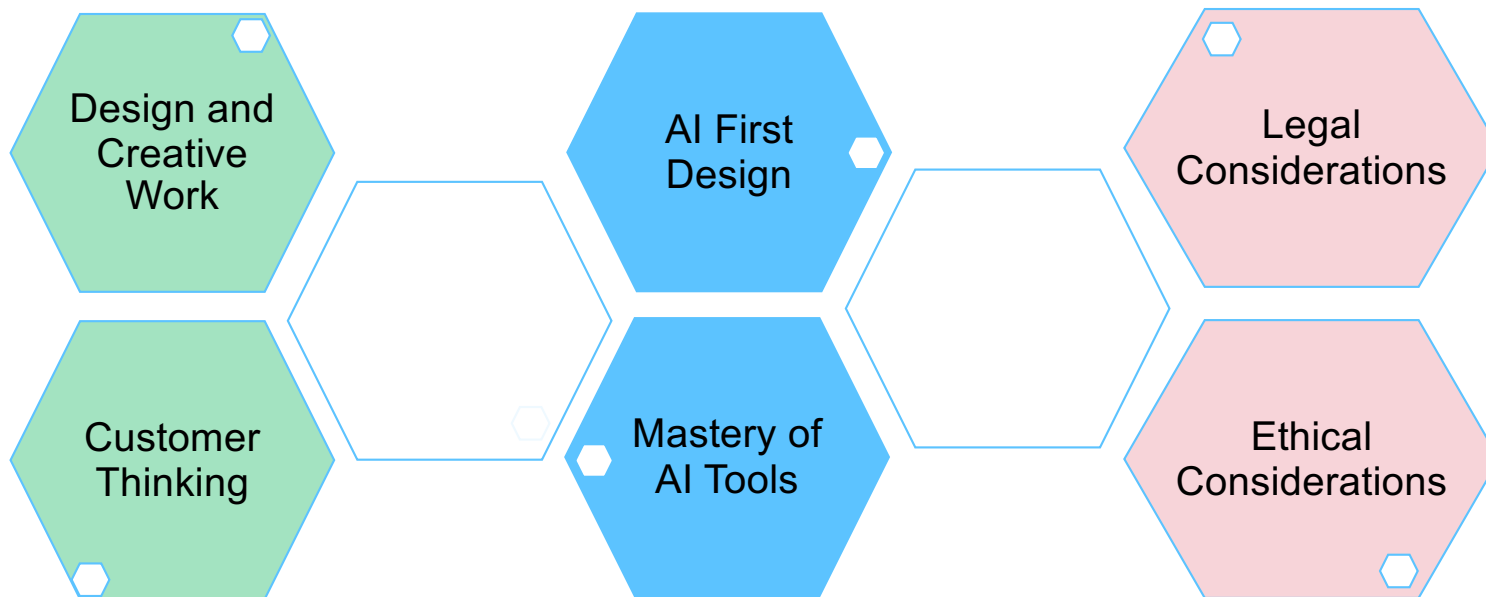 Design and
Creative
Work
AI First
Design
Legal
Considerations
Customer
Thinking
Mastery of
AI Tools
Ethical
Considerations